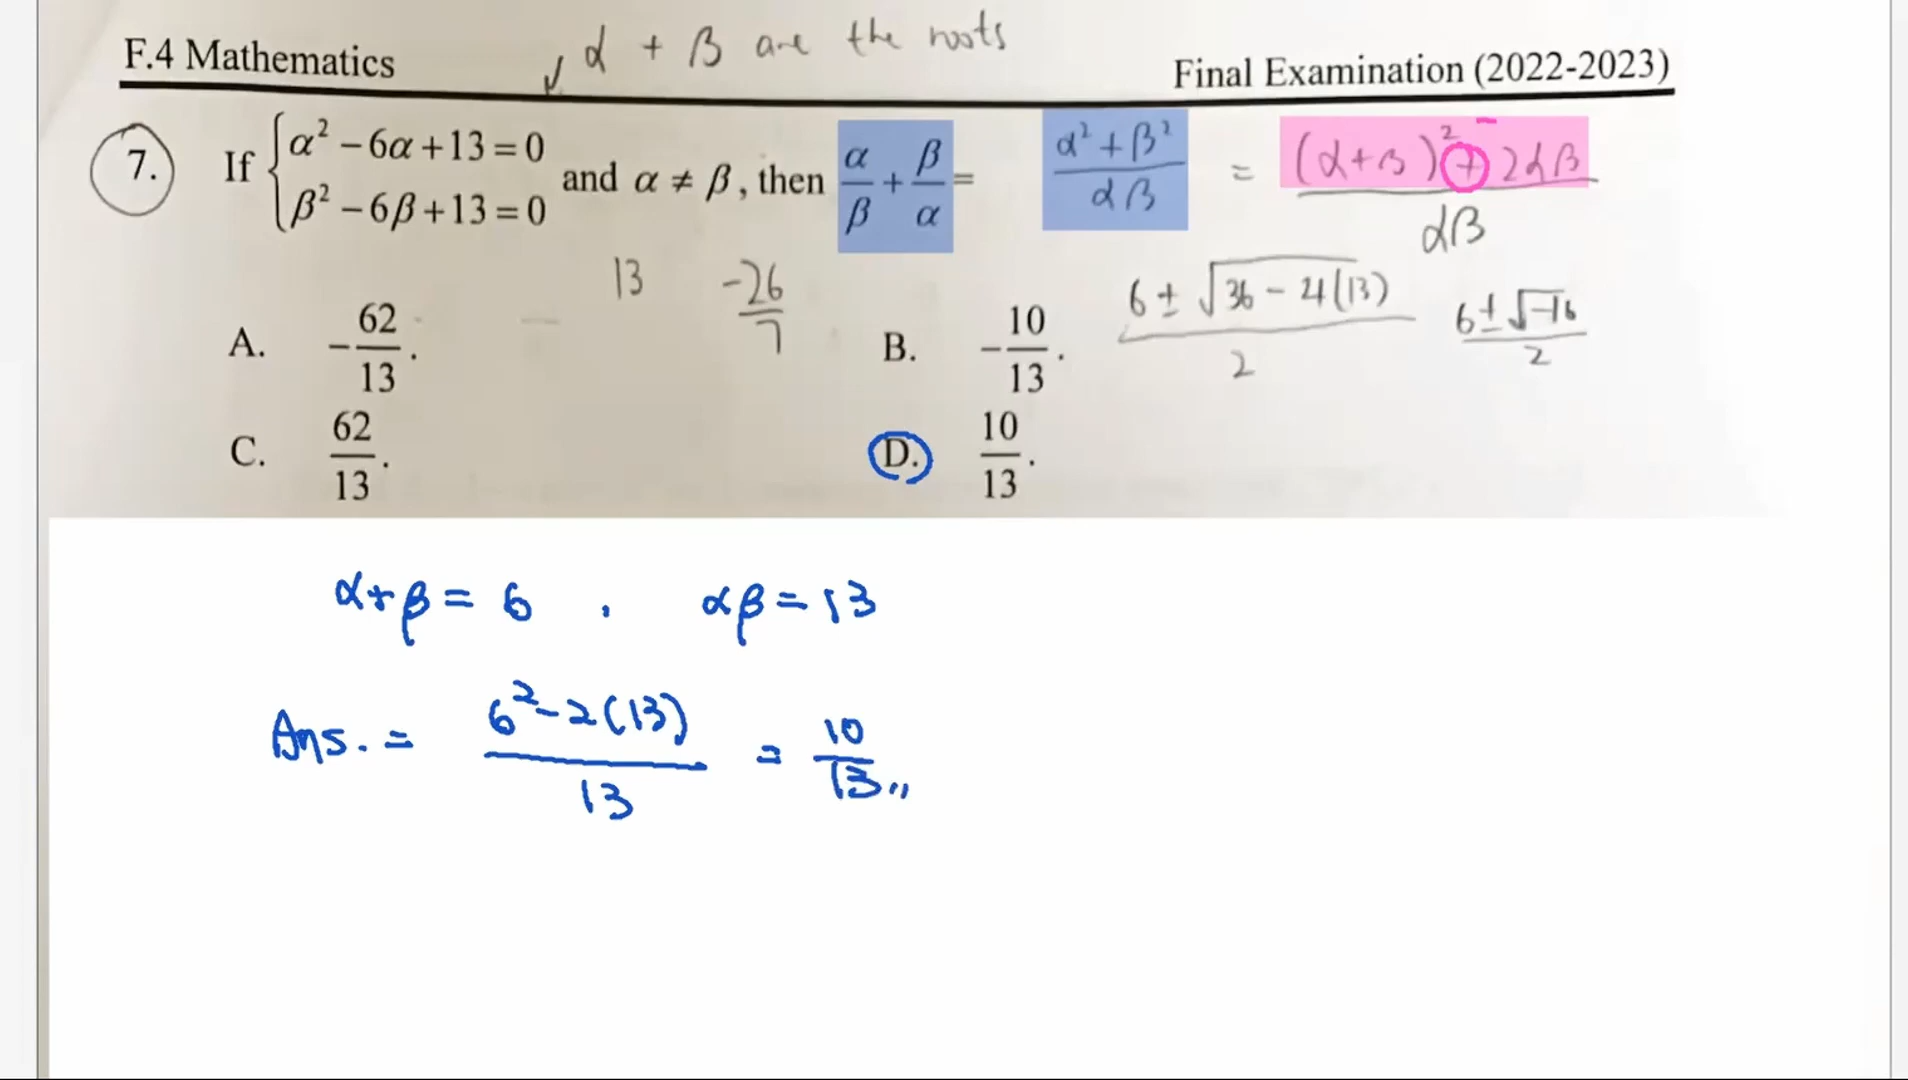 α + β are the roots
F.4 Mathematics
Final Examination (2022-2023)
7. If {α² − 6α + 13 = 0
β² − 6β + 13 = 0
and α ≠ β, then α/β + β/α = (α² + β²)/(αβ) = ((α+β)² + − 2αβ)/(αβ)
13 −26/7
(6 ± √(36 − 4(13)))/2 (6 ± √−16)/2
A. −62/13. B. −10/13.
C. 62/13. D. 10/13.
α+β = 6 , αβ = 13
Ans. = (6² − 2(13))/13 = 10/13 ,,